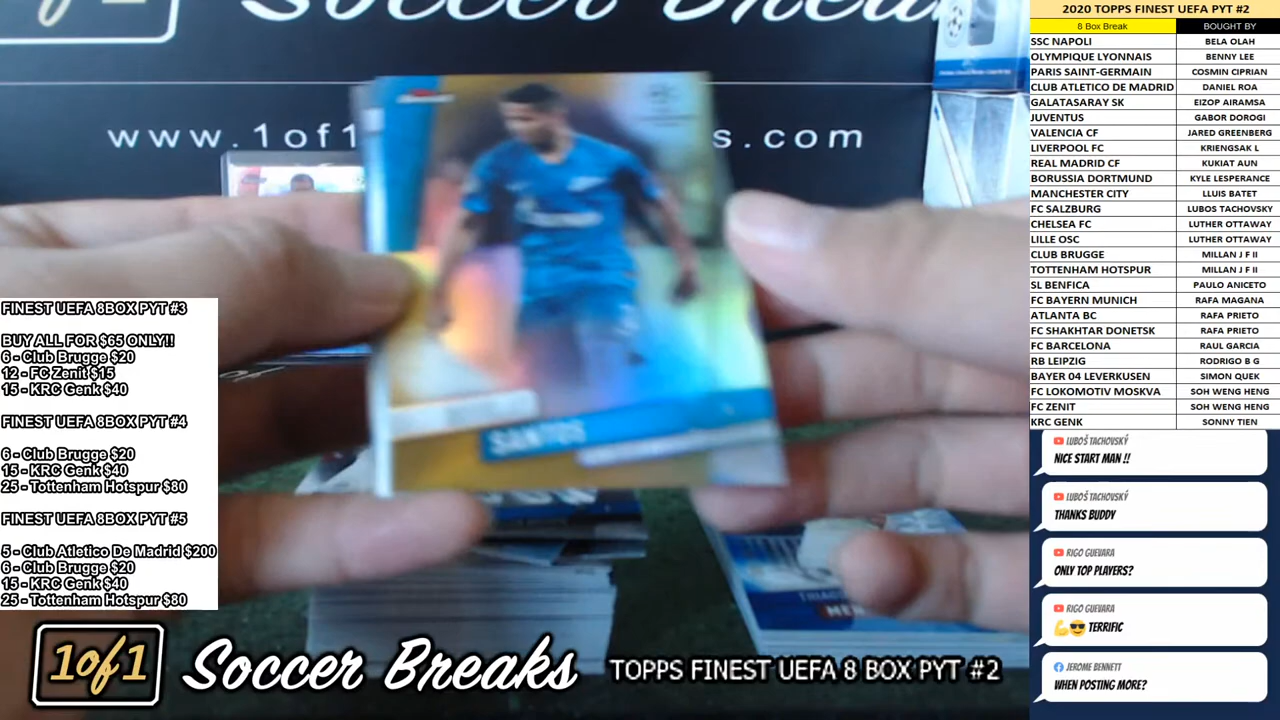 Soccer Breaks
www.1of1
s.com
2020 TOPPS FINEST UEFA PYT #2
8 Box Break BOUGHT BY
SSC NAPOLI BELA OLAH
OLYMPIQUE LYONNAIS BENNY LEE
PARIS SAINT-GERMAIN COSMIN CIPRIAN
CLUB ATLETICO DE MADRID DANIEL ROA
GALATASARAY SK EIZOP AIRAMSA
JUVENTUS GABOR DOROGI
VALENCIA CF JARED GREENBERG
LIVERPOOL FC KRIENGSAK L
REAL MADRID CF KUKIAT AUN
BORUSSIA DORTMUND KYLE LESPERANCE
MANCHESTER CITY LLUIS BATET
FC SALZBURG LUBOS TACHOVSKY
CHELSEA FC LUTHER OTTAWAY
LILLE OSC LUTHER OTTAWAY
CLUB BRUGGE MILLAN J F II
TOTTENHAM HOTSPUR MILLAN J F II
SL BENFICA PAULO ANICETO
FC BAYERN MUNICH RAFA MAGANA
ATLANTA BC RAFA PRIETO
FC SHAKHTAR DONETSK RAFA PRIETO
FC BARCELONA RAUL GARCIA
RB LEIPZIG RODRIGO B G
BAYER 04 LEVERKUSEN SIMON QUEK
FC LOKOMOTIV MOSKVA SOH WENG HENG
FC ZENIT SOH WENG HENG
KRC GENK SONNY TIEN
FINEST UEFA 8BOX PYT #3
BUY ALL FOR $65 ONLY!!
6 - Club Brugge $20
12 - FC Zenit $15
15 - KRC Genk $40
FINEST UEFA 8BOX PYT #4
6 - Club Brugge $20
15 - KRC Genk $40
25 - Tottenham Hotspur $80
FINEST UEFA 8BOX PYT #5
5 - Club Atletico De Madrid $200
6 - Club Brugge $20
15 - KRC Genk $40
25 - Tottenham Hotspur $80
LUBOŠ TACHOVSKÝ
NICE START MAN !!
LUBOŠ TACHOVSKÝ
THANKS BUDDY
RIGO GUEVARA
ONLY TOP PLAYERS?
RIGO GUEVARA
💪😎 TERRIFIC
JEROME BENNETT
WHEN POSTING MORE?
1of1 Soccer Breaks TOPPS FINEST UEFA 8 BOX PYT #2